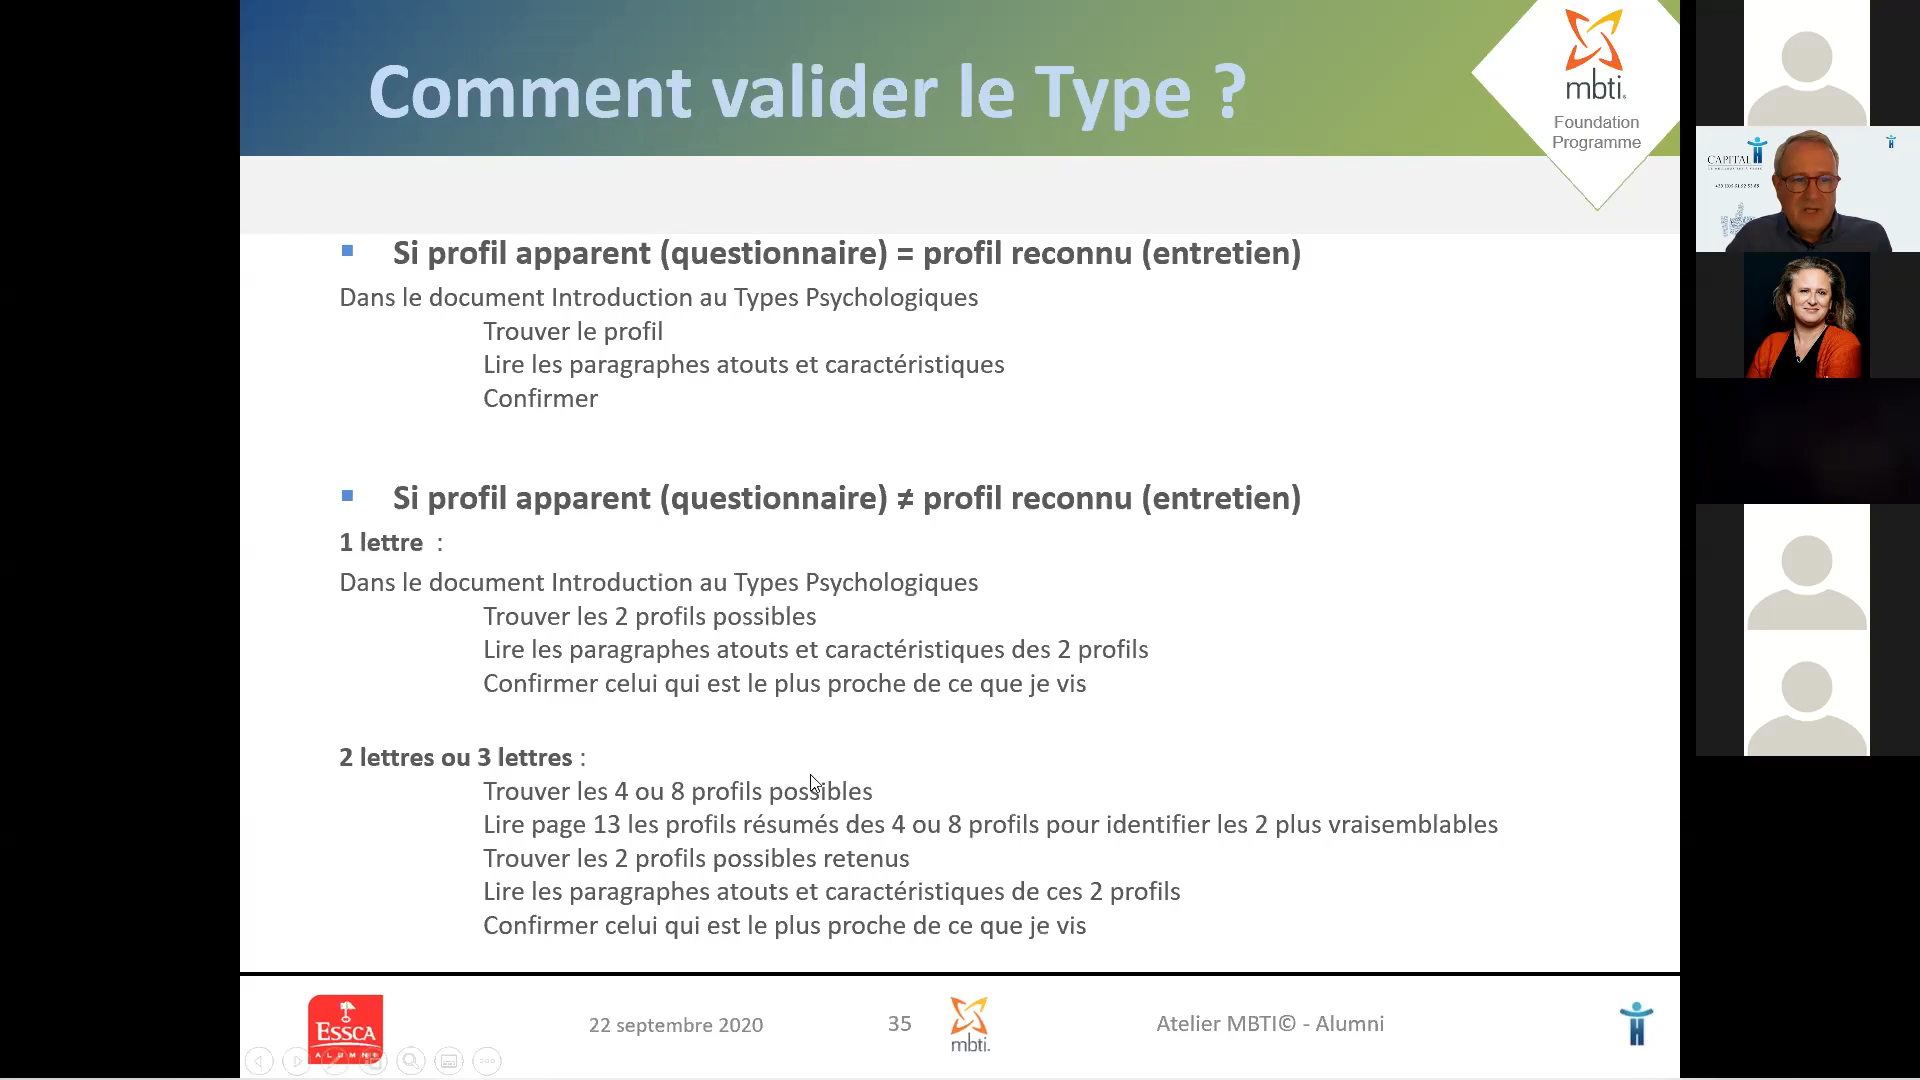 Comment valider le Type ?
mbti.
Foundation
Programme
Si profil apparent (questionnaire) = profil reconnu (entretien)
Dans le document Introduction au Types Psychologiques
Trouver le profil
Lire les paragraphes atouts et caractéristiques
Confirmer
Si profil apparent (questionnaire) ≠ profil reconnu (entretien)
1 lettre :
Dans le document Introduction au Types Psychologiques
Trouver les 2 profils possibles
Lire les paragraphes atouts et caractéristiques des 2 profils
Confirmer celui qui est le plus proche de ce que je vis
2 lettres ou 3 lettres :
Trouver les 4 ou 8 profils possibles
Lire page 13 les profils résumés des 4 ou 8 profils pour identifier les 2 plus vraisemblables
Trouver les 2 profils possibles retenus
Lire les paragraphes atouts et caractéristiques de ces 2 profils
Confirmer celui qui est le plus proche de ce que je vis
ESSCA
ALUMNI
22 septembre 2020
35
mbti.
Atelier MBTI© - Alumni
CAPITAL